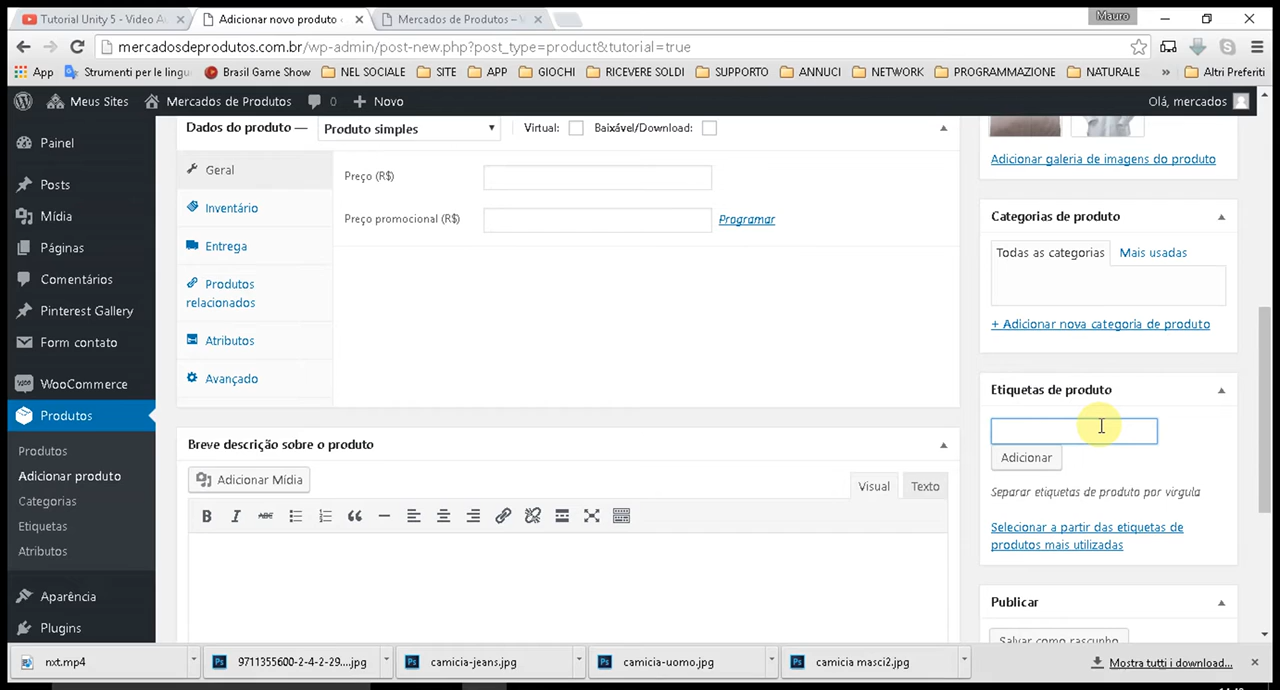 Tutorial Unity 5 - Video A
Adicionar novo produto
Mercados de Produtos –
Mauro
mercadosdeprodutos.com.br/wp-admin/post-new.php?post_type=product&tutorial=true
App
Strumenti per le lingu
Brasil Game Show
NEL SOCIALE
SITE
APP
GIOCHI
RICEVERE SOLDI
SUPPORTO
ANNUCI
NETWORK
PROGRAMMAZIONE
NATURALE
»
Altri Preferiti
Meus Sites
Mercados de Produtos
0
Novo
Olá, mercados
Painel
Posts
Mídia
Páginas
Comentários
Pinterest Gallery
Form contato
WooCommerce
Produtos
Produtos
Adicionar produto
Categorias
Etiquetas
Atributos
Aparência
Plugins
Dados do produto —
Produto simples
Virtual:
Baixável/Download:
Geral
Inventário
Entrega
Produtos
relacionados
Atributos
Avançado
Preço (R$)
Preço promocional (R$)
Programar
Breve descrição sobre o produto
Adicionar Mídia
Visual
Texto
B I ABC
Adicionar galeria de imagens do produto
Categorias de produto
Todas as categorias
Mais usadas
+ Adicionar nova categoria de produto
Etiquetas de produto
Adicionar
Separar etiquetas de produto por vírgula
Selecionar a partir das etiquetas de
produtos mais utilizadas
Publicar
Salvar como rascunho
nxt.mp4
9711355600-2-4-2-29....jpg
camicia-jeans.jpg
camicia-uomo.jpg
camicia masci2.jpg
Mostra tutti i download...